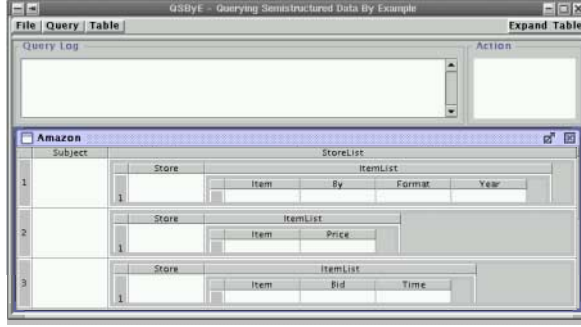 QSByE - Querying Semistructured Data By Example
File Query Table Expand Table
Query Log Action
Amazon
Subject StoreList
1 Store ItemList
Item By Format Year
1
2 Store ItemList
Item Price
1
3 Store ItemList
Item Bid Time
1